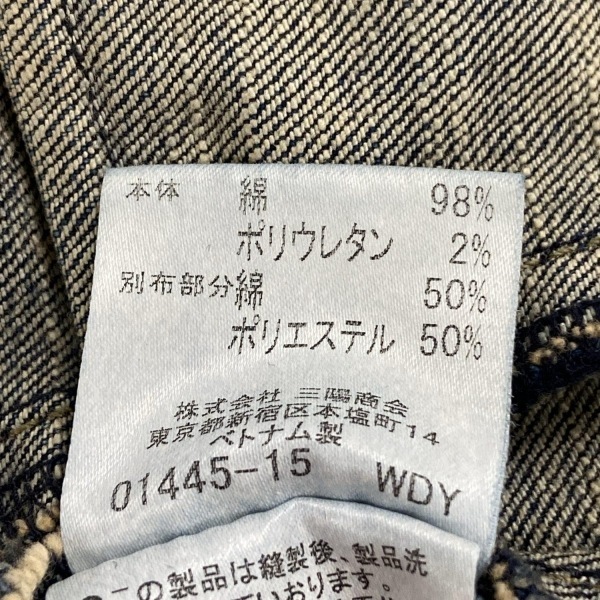 本体 綿 98%
ポリウレタン 2%
別布部分綿 50%
ポリエステル 50%
株式会社 三陽商会
東京都新宿区本塩町14
ベトナム製
01445-15 WDY
この製品は縫製後、製品洗
ております。